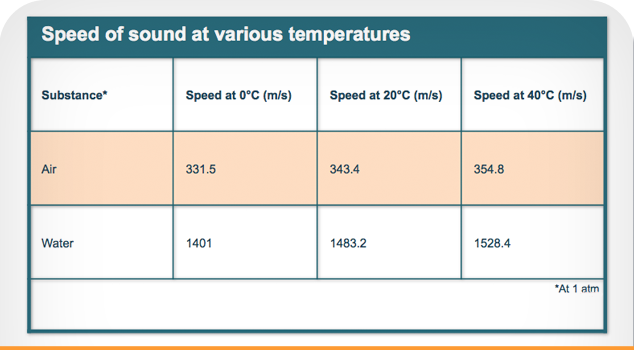 Speed of sound at various temperatures
Substance* Speed at 0°C (m/s) Speed at 20°C (m/s) Speed at 40°C (m/s)
Air 331.5 343.4 354.8
Water 1401 1483.2 1528.4
*At 1 atm